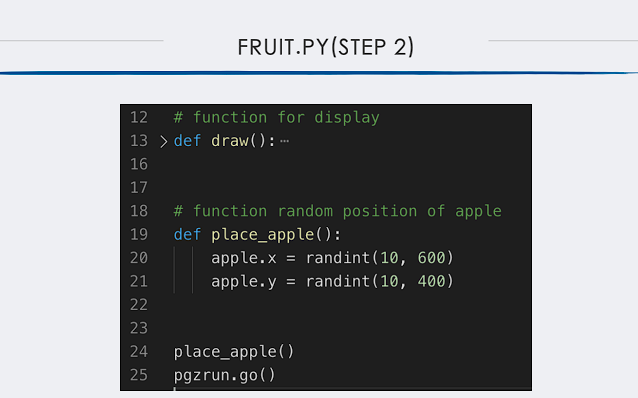 FRUIT.PY(STEP 2)
12 # function for display
13 > def draw():⋯
16
17
18 # function random position of apple
19 def place_apple():
20 apple.x = randint(10, 600)
21 apple.y = randint(10, 400)
22
23
24 place_apple()
25 pgzrun.go()